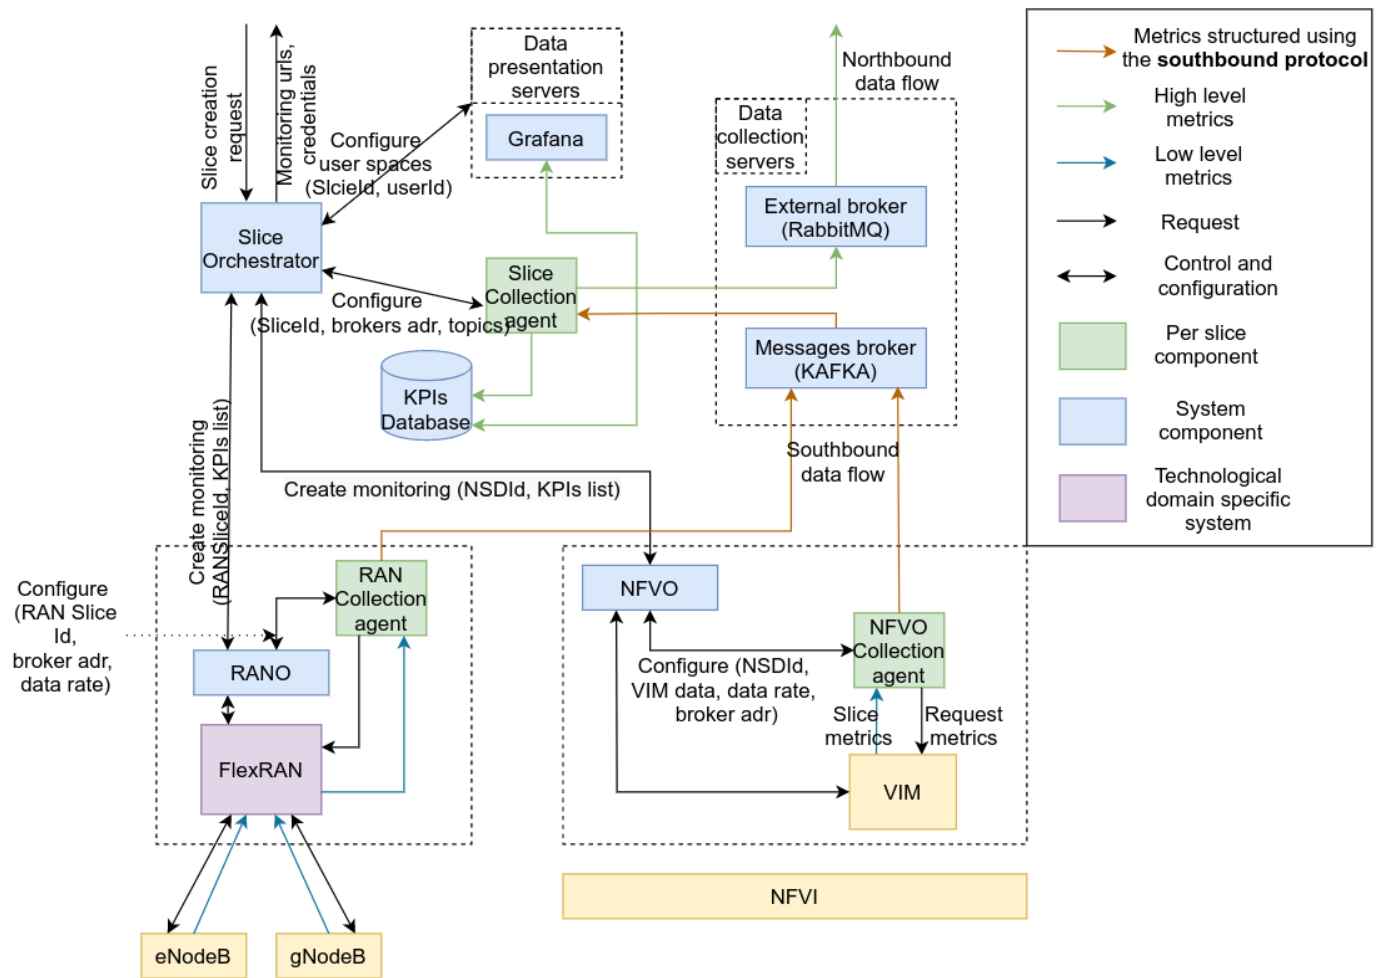 Slice creation
request
Monitoring urls,
credentials
Data
presentation
servers
Grafana
Configure
user spaces
(SlcieId, userId)
Northbound
data flow
Data
collection
servers
External broker
(RabbitMQ)
Slice
Orchestrator
Slice
Collection
agent
Configure
(SliceId, brokers adr, topics)
Messages broker
(KAFKA)
KPIs
Database
Southbound
data flow
Create monitoring
(RANSliceId, KPIs list)
Create monitoring (NSDId, KPIs list)
Configure
(RAN Slice
Id,
broker adr,
data rate)
RAN
Collection
agent
RANO
FlexRAN
eNodeB
gNodeB
NFVO
NFVO
Collection
agent
Configure (NSDId,
VIM data, data rate,
broker adr)
Slice
metrics
Request
metrics
VIM
NFVI
Metrics structured using
the southbound protocol
High level
metrics
Low level
metrics
Request
Control and
configuration
Per slice
component
System
component
Technological
domain specific
system